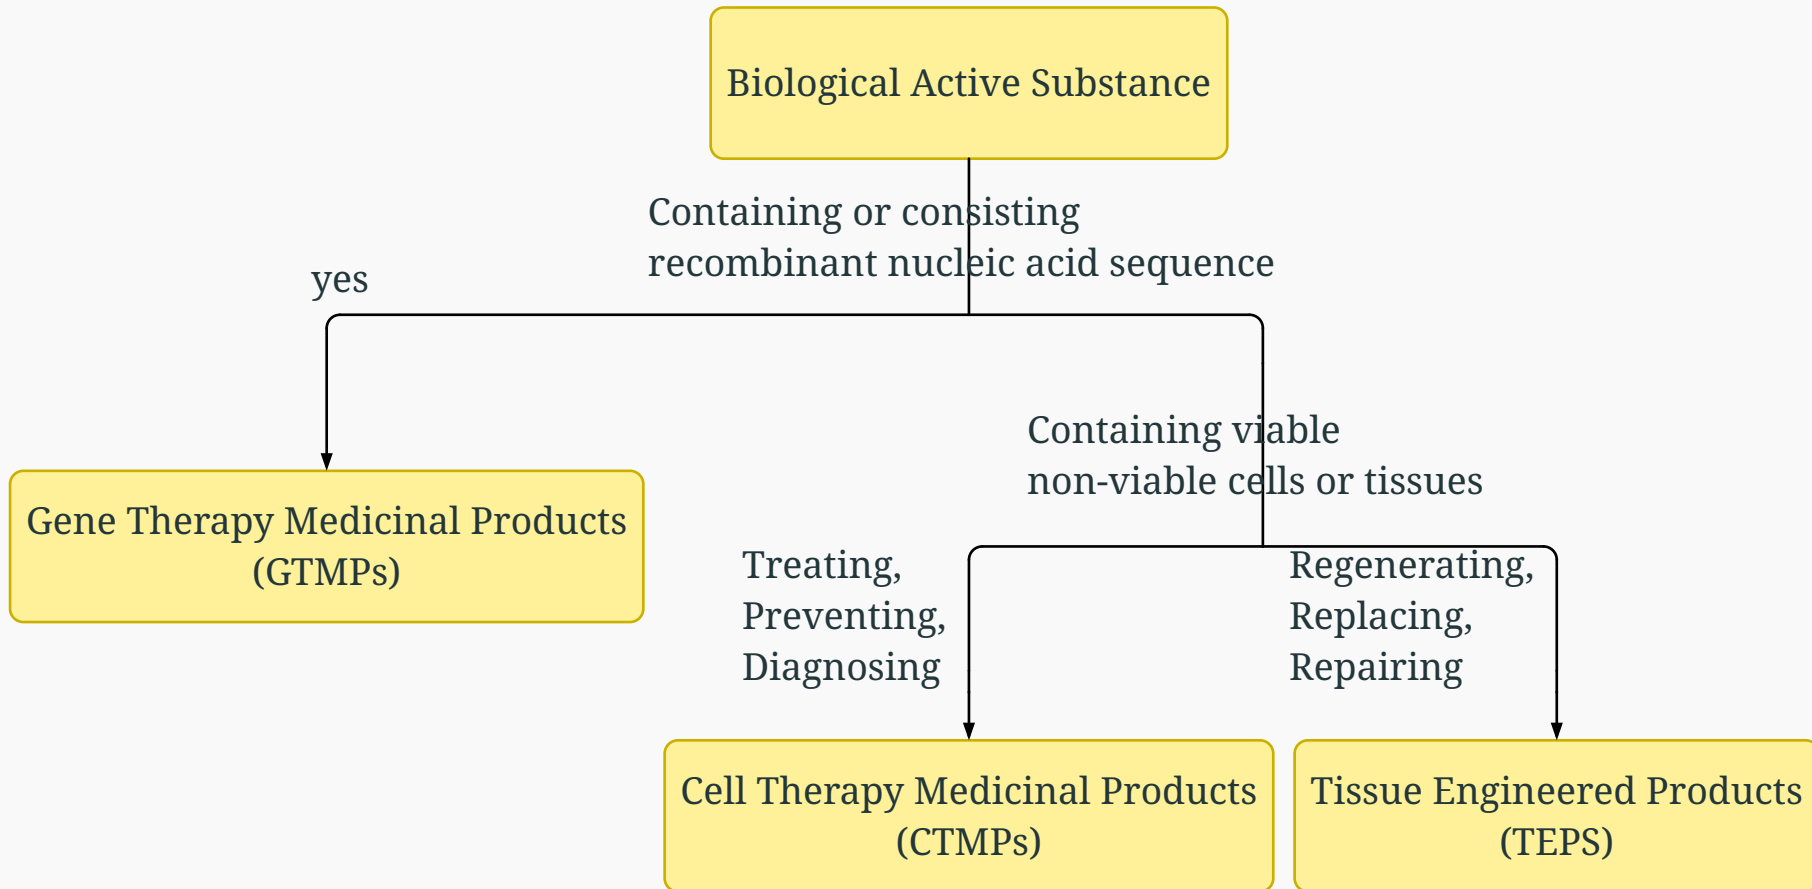 Biological Active Substance
Containing or consisting
recombinant nucleic acid sequence
yes
Containing viable
non-viable cells or tissues
Gene Therapy Medicinal Products
(GTMPs)
Treating,
Preventing,
Diagnosing
Regenerating,
Replacing,
Repairing
Cell Therapy Medicinal Products
(CTMPs)
Tissue Engineered Products
(TEPS)